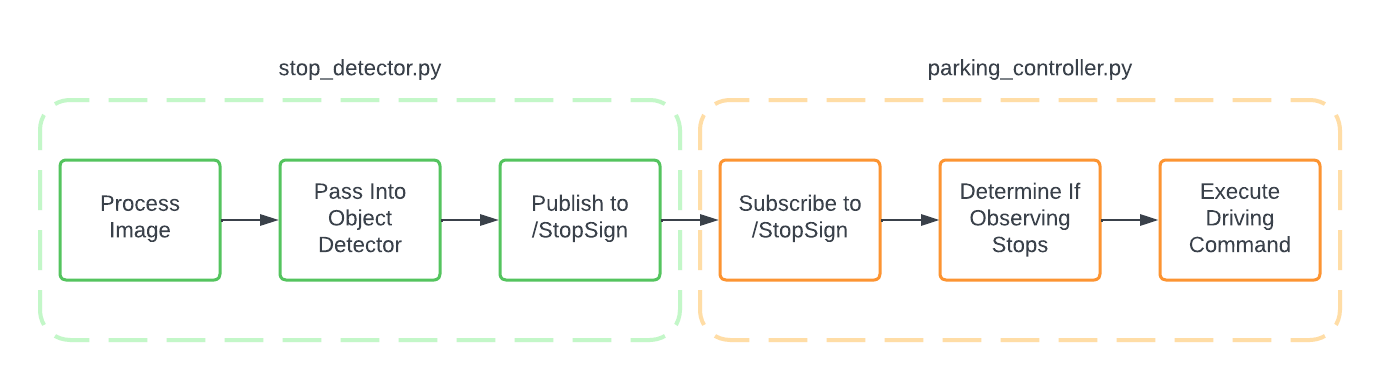 stop_detector.py
parking_controller.py
Process
Image
Pass Into
Object
Detector
Publish to
/StopSign
Subscribe to
/StopSign
Determine If
Observing
Stops
Execute
Driving
Command